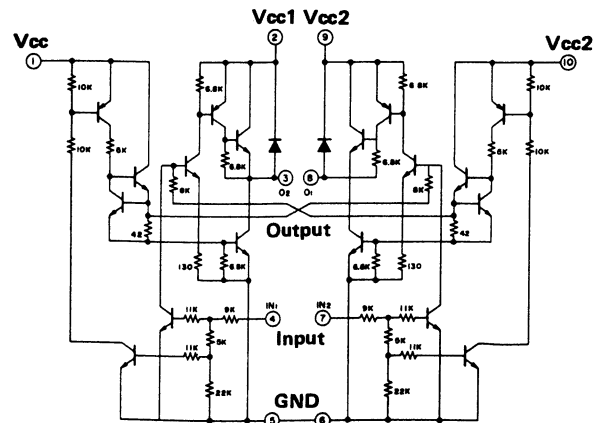 Vcc1 Vcc2
Vcc 2 9 Vcc2
1 10
10K 6.8K 6.8K 10K
10K 6K 6.8K 6.8K 6K 10K
3 8
6K O2 O1 6K
42 Output 42
130 6.8K 6.8K 130
11K 9K IN1 IN2 9K 11K
4 7
11K 5K Input 5K 11K
22K GND 22K
5 6